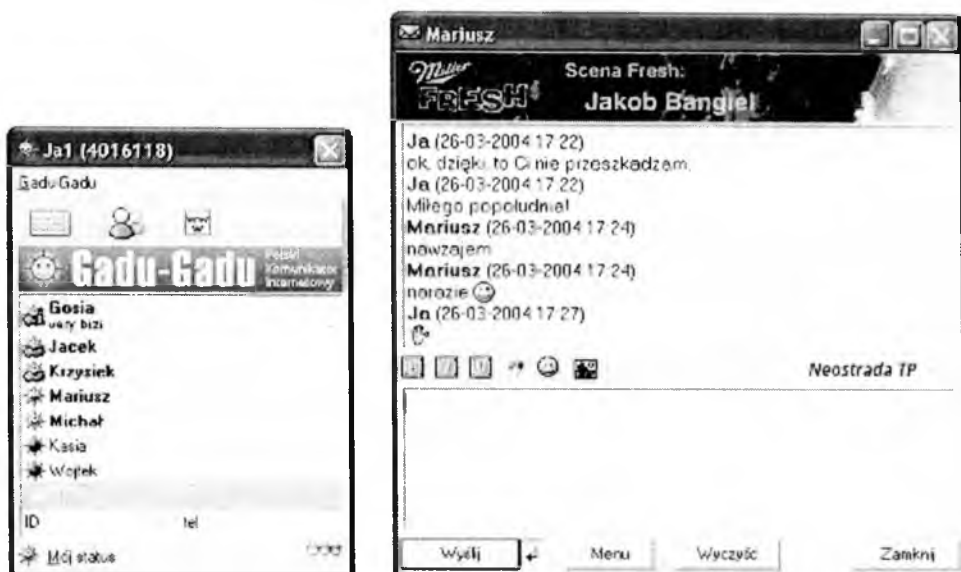 Ja1 (4016118)
Gadu-Gadu
Gadu-Gadu
Polski
Komunikator
Internetowy
Gosia
very bizi
Jacek
Krzysiek
Mariusz
Michał
Kasia
Wojtek
ID tel
Mój status
Mariusz
Miller
FRESH
Scena Fresh:
Jakob Bangiel
Ja (26-03-2004 17:22)
ok, dzięki, to Ci nie przeszkadzam,
Ja (26-03-2004 17:22)
Miłego popołudnia!
Mariusz (26-03-2004 17:24)
nawzajem
Mariusz (26-03-2004 17:24)
narazie
Ja (26-03-2004 17:27)
Neostrada TP
Wyślij Menu Wyczyść Zamknij